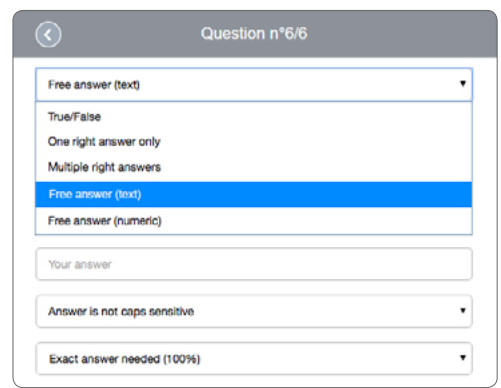 Question n°6/6
Free answer (text)
True/False
One right answer only
Multiple right answers
Free answer (text)
Free answer (numeric)
Your answer
Answer is not caps sensitive
Exact answer needed (100%)